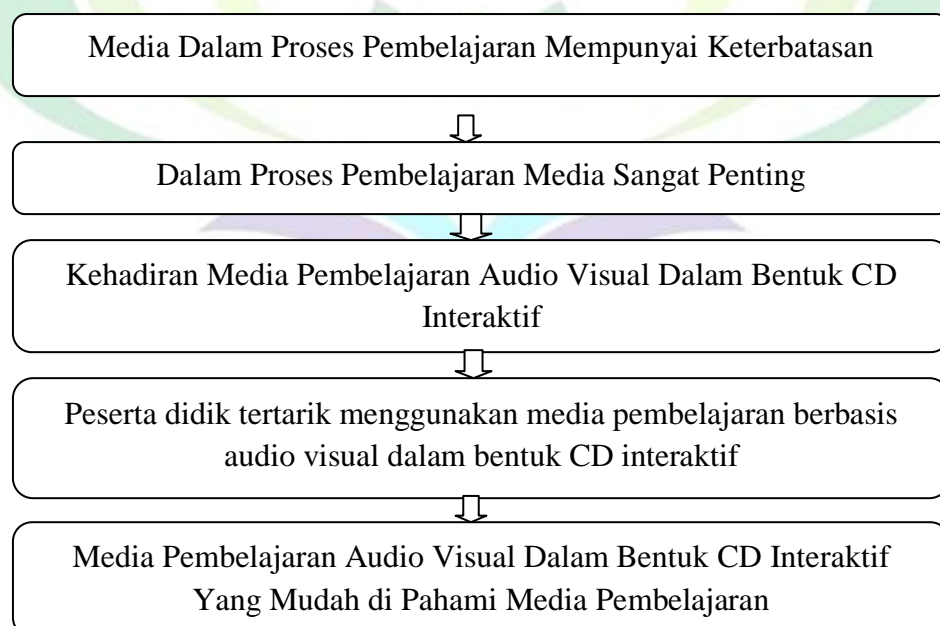 Media Dalam Proses Pembelajaran Mempunyai Keterbatasan
Dalam Proses Pembelajaran Media Sangat Penting
Kehadiran Media Pembelajaran Audio Visual Dalam Bentuk CD
Interaktif
Peserta didik tertarik menggunakan media pembelajaran berbasis
audio visual dalam bentuk CD interaktif
Media Pembelajaran Audio Visual Dalam Bentuk CD Interaktif
Yang Mudah di Pahami Media Pembelajaran